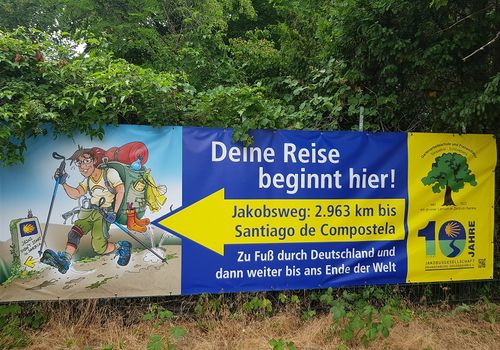 Deine Reise
beginnt hier!
Jakobsweg: 2.963 km bis
Santiago de Compostela
Zu Fuß durch Deutschland und
dann weiter bis ans Ende der Welt
10
JAHRE